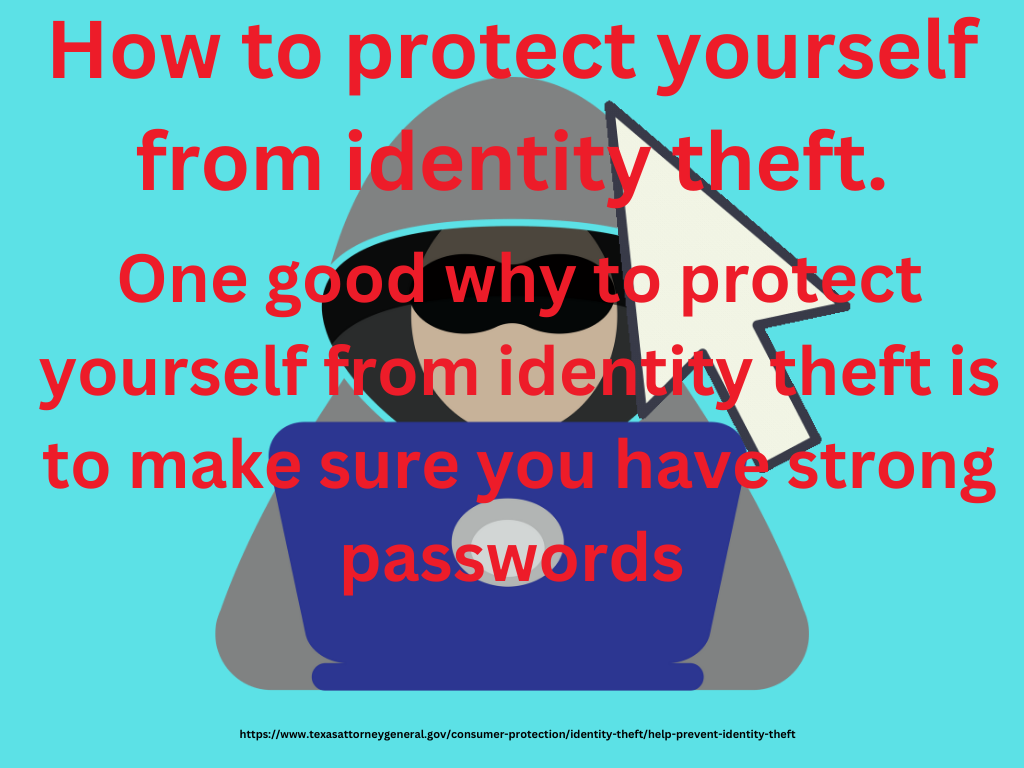 How to protect yourself
from identity theft.
One good why to protect
yourself from identity theft is
to make sure you have strong
passwords
https://www.texasattorneygeneral.gov/consumer-protection/identity-theft/help-prevent-identity-theft